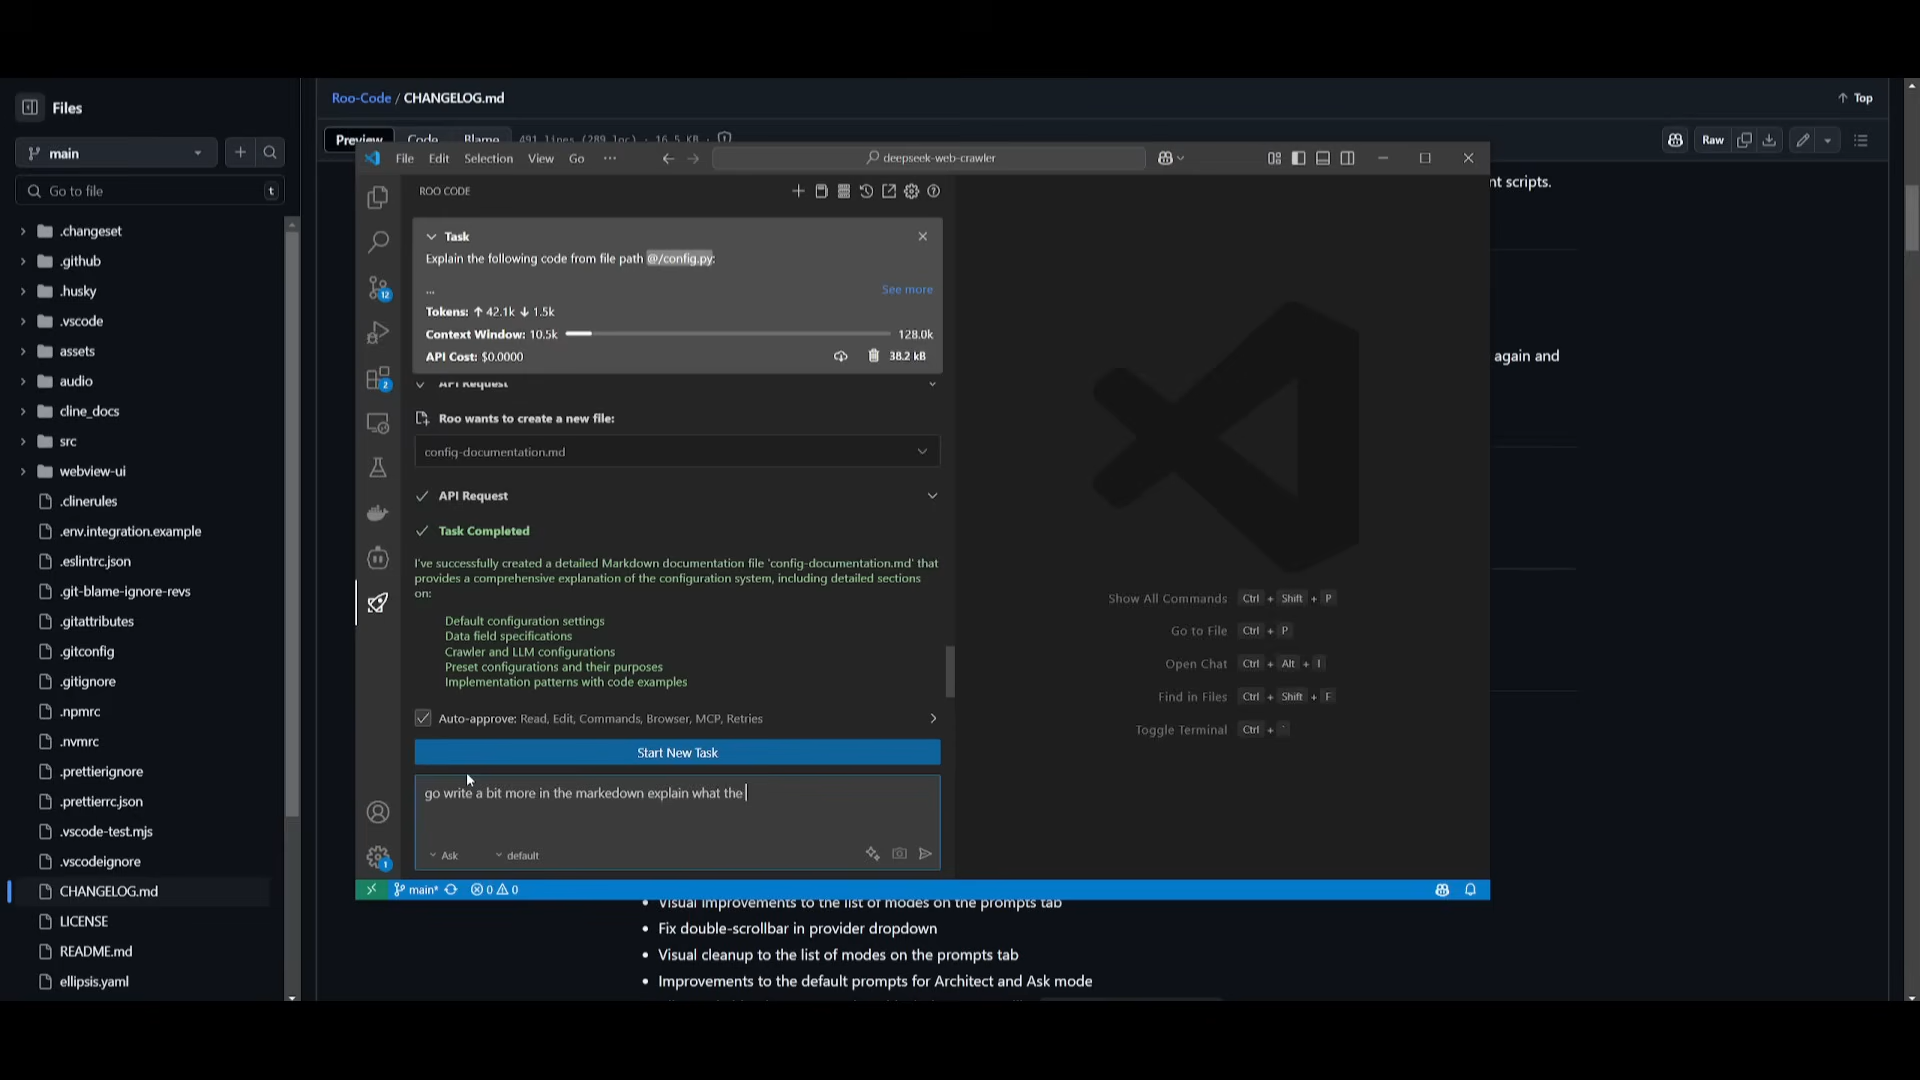 Files
main
Go to file
t
.changeset
.github
.husky
.vscode
assets
audio
cline_docs
src
webview-ui
.clinerules
.env.integration.example
.eslintrc.json
.git-blame-ignore-revs
.gitattributes
.gitconfig
.gitignore
.npmrc
.nvmrc
.prettierignore
.prettierrc.json
.vscode-test.mjs
.vscodeignore
CHANGELOG.md
LICENSE
README.md
ellipsis.yaml
Roo-Code / CHANGELOG.md
↑ Top
Preview Code Blame 491 lines (289 loc) · 16.5 KB
Raw
nt scripts.
again and
File Edit Selection View Go ···
deepseek-web-crawler
ROO CODE
12
2
1
Task
Explain the following code from file path @/config.py:
...
See more
Tokens: ↑ 42.1k ↓ 1.5k
Context Window: 10.5k 128.0k
API Cost: $0.0000 38.2 kB
API Request
Roo wants to create a new file:
config-documentation.md
API Request
Task Completed
I've successfully created a detailed Markdown documentation file 'config-documentation.md' that
provides a comprehensive explanation of the configuration system, including detailed sections
on:
Default configuration settings
Data field specifications
Crawler and LLM configurations
Preset configurations and their purposes
Implementation patterns with code examples
Auto-approve: Read, Edit, Commands, Browser, MCP, Retries
Start New Task
go write a bit more in the markedown explain what the
Ask default
Show All Commands Ctrl + Shift + P
Go to File Ctrl + P
Open Chat Ctrl + Alt + I
Find in Files Ctrl + Shift + F
Toggle Terminal Ctrl + `
main* 0 0
• Visual improvements to the list of modes on the prompts tab
• Fix double-scrollbar in provider dropdown
• Visual cleanup to the list of modes on the prompts tab
• Improvements to the default prompts for Architect and Ask mode